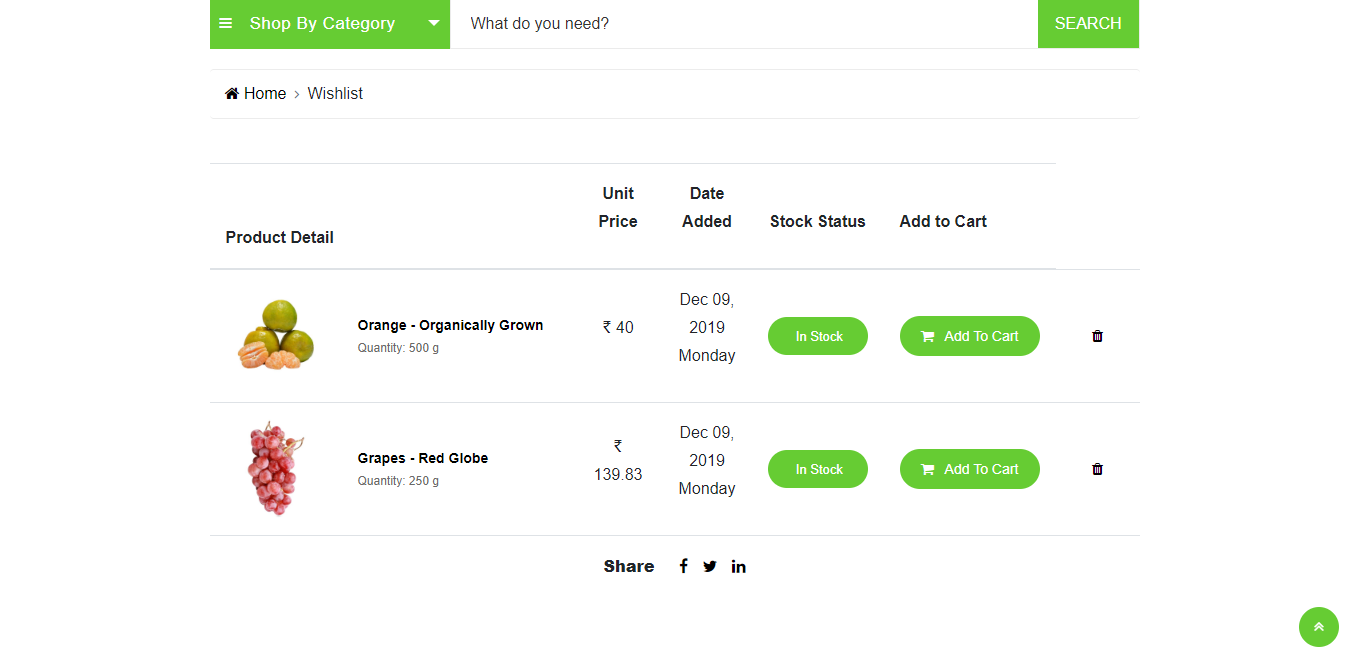 Shop By Category
What do you need?
SEARCH
Home › Wishlist
Product Detail
Unit
Price
Date
Added
Stock Status
Add to Cart
Orange - Organically Grown
Quantity: 500 g
₹ 40
Dec 09,
2019
Monday
In Stock
Add To Cart
Grapes - Red Globe
Quantity: 250 g
₹
139.83
Dec 09,
2019
Monday
In Stock
Add To Cart
Share